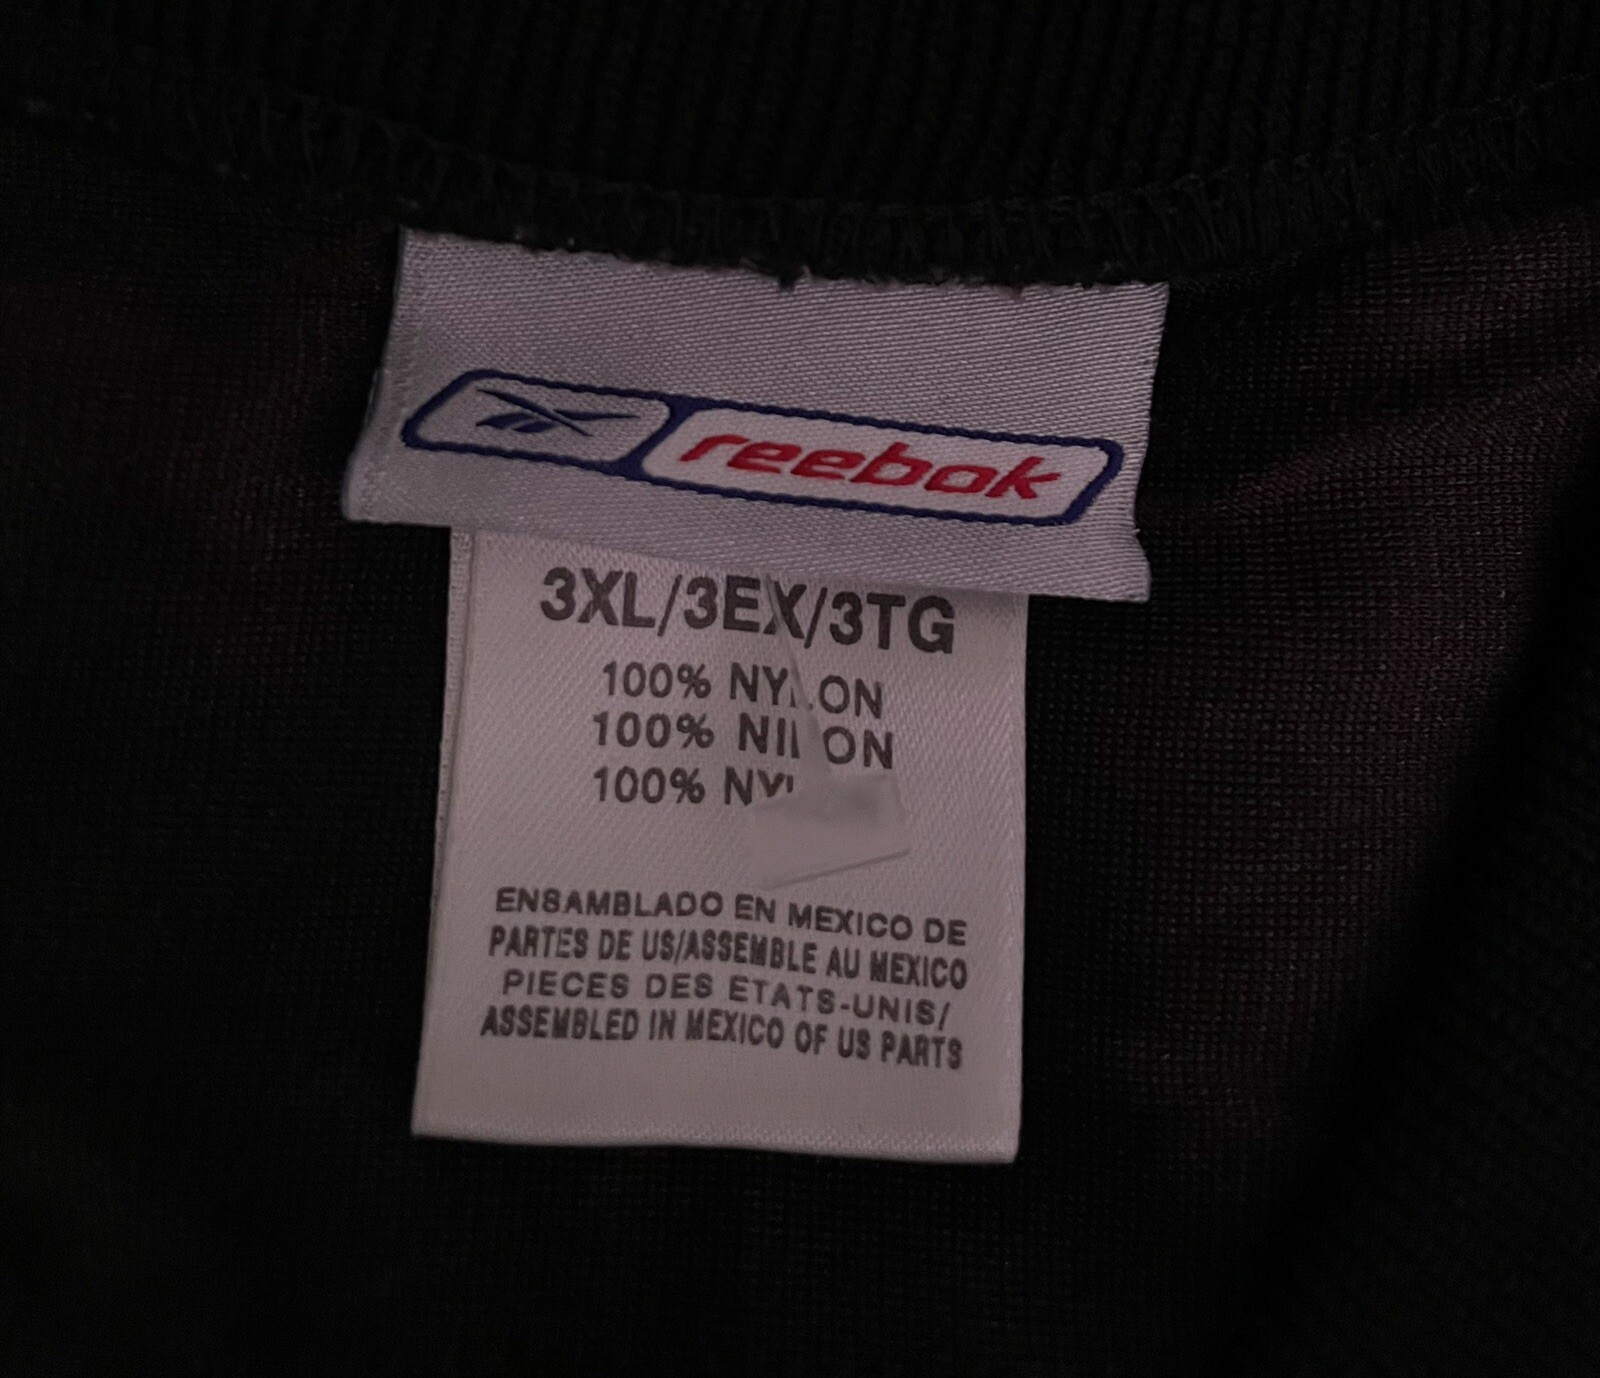 reebok
3XL/3EX/3TG
100% NYLON
100% NILON
100%
ENSAMBLADO EN MEXICO DE
PARTES DE US/ASSEMBLE AU MEXICO
PIECES DES ETATS-UNIS/
ASSEMBLED IN MEXICO OF US PARTS